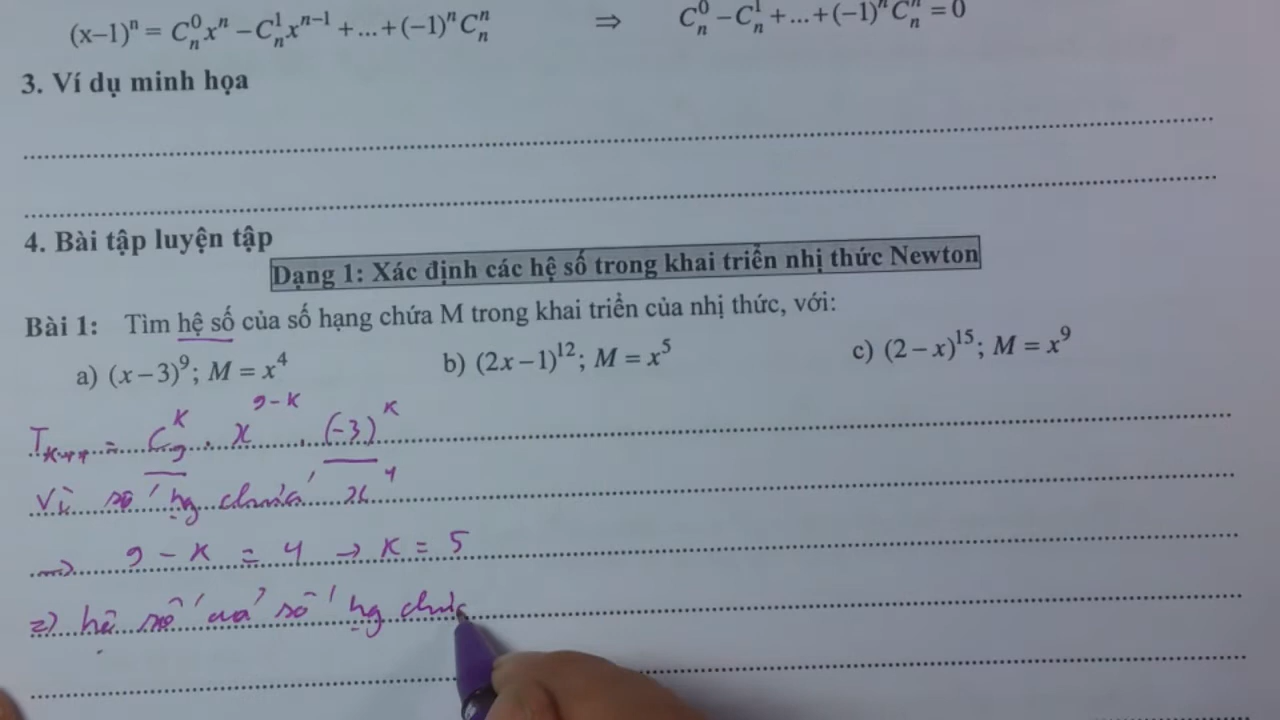 (x–1)ⁿ = C⁰ₙxⁿ – C¹ₙxⁿ⁻¹ + ... + (–1)ⁿCⁿₙ ⇒ C⁰ₙ – C¹ₙ + ... + (–1)ⁿCⁿₙ = 0
3. Ví dụ minh họa
4. Bài tập luyện tập
Dạng 1: Xác định các hệ số trong khai triển nhị thức Newton
Bài 1: Tìm hệ số của số hạng chứa M trong khai triển của nhị thức, với:
a) (x – 3)⁹; M = x⁴ b) (2x – 1)¹²; M = x⁵ c) (2 – x)¹⁵; M = x⁹
Tₖ₊₁ = C₉ᵏ . x⁹⁻ᵏ . (–3)ᵏ
Vì số hạng chứa x⁴
→ 9 – k = 4 → k = 5
=> hệ số của số hạng chứa